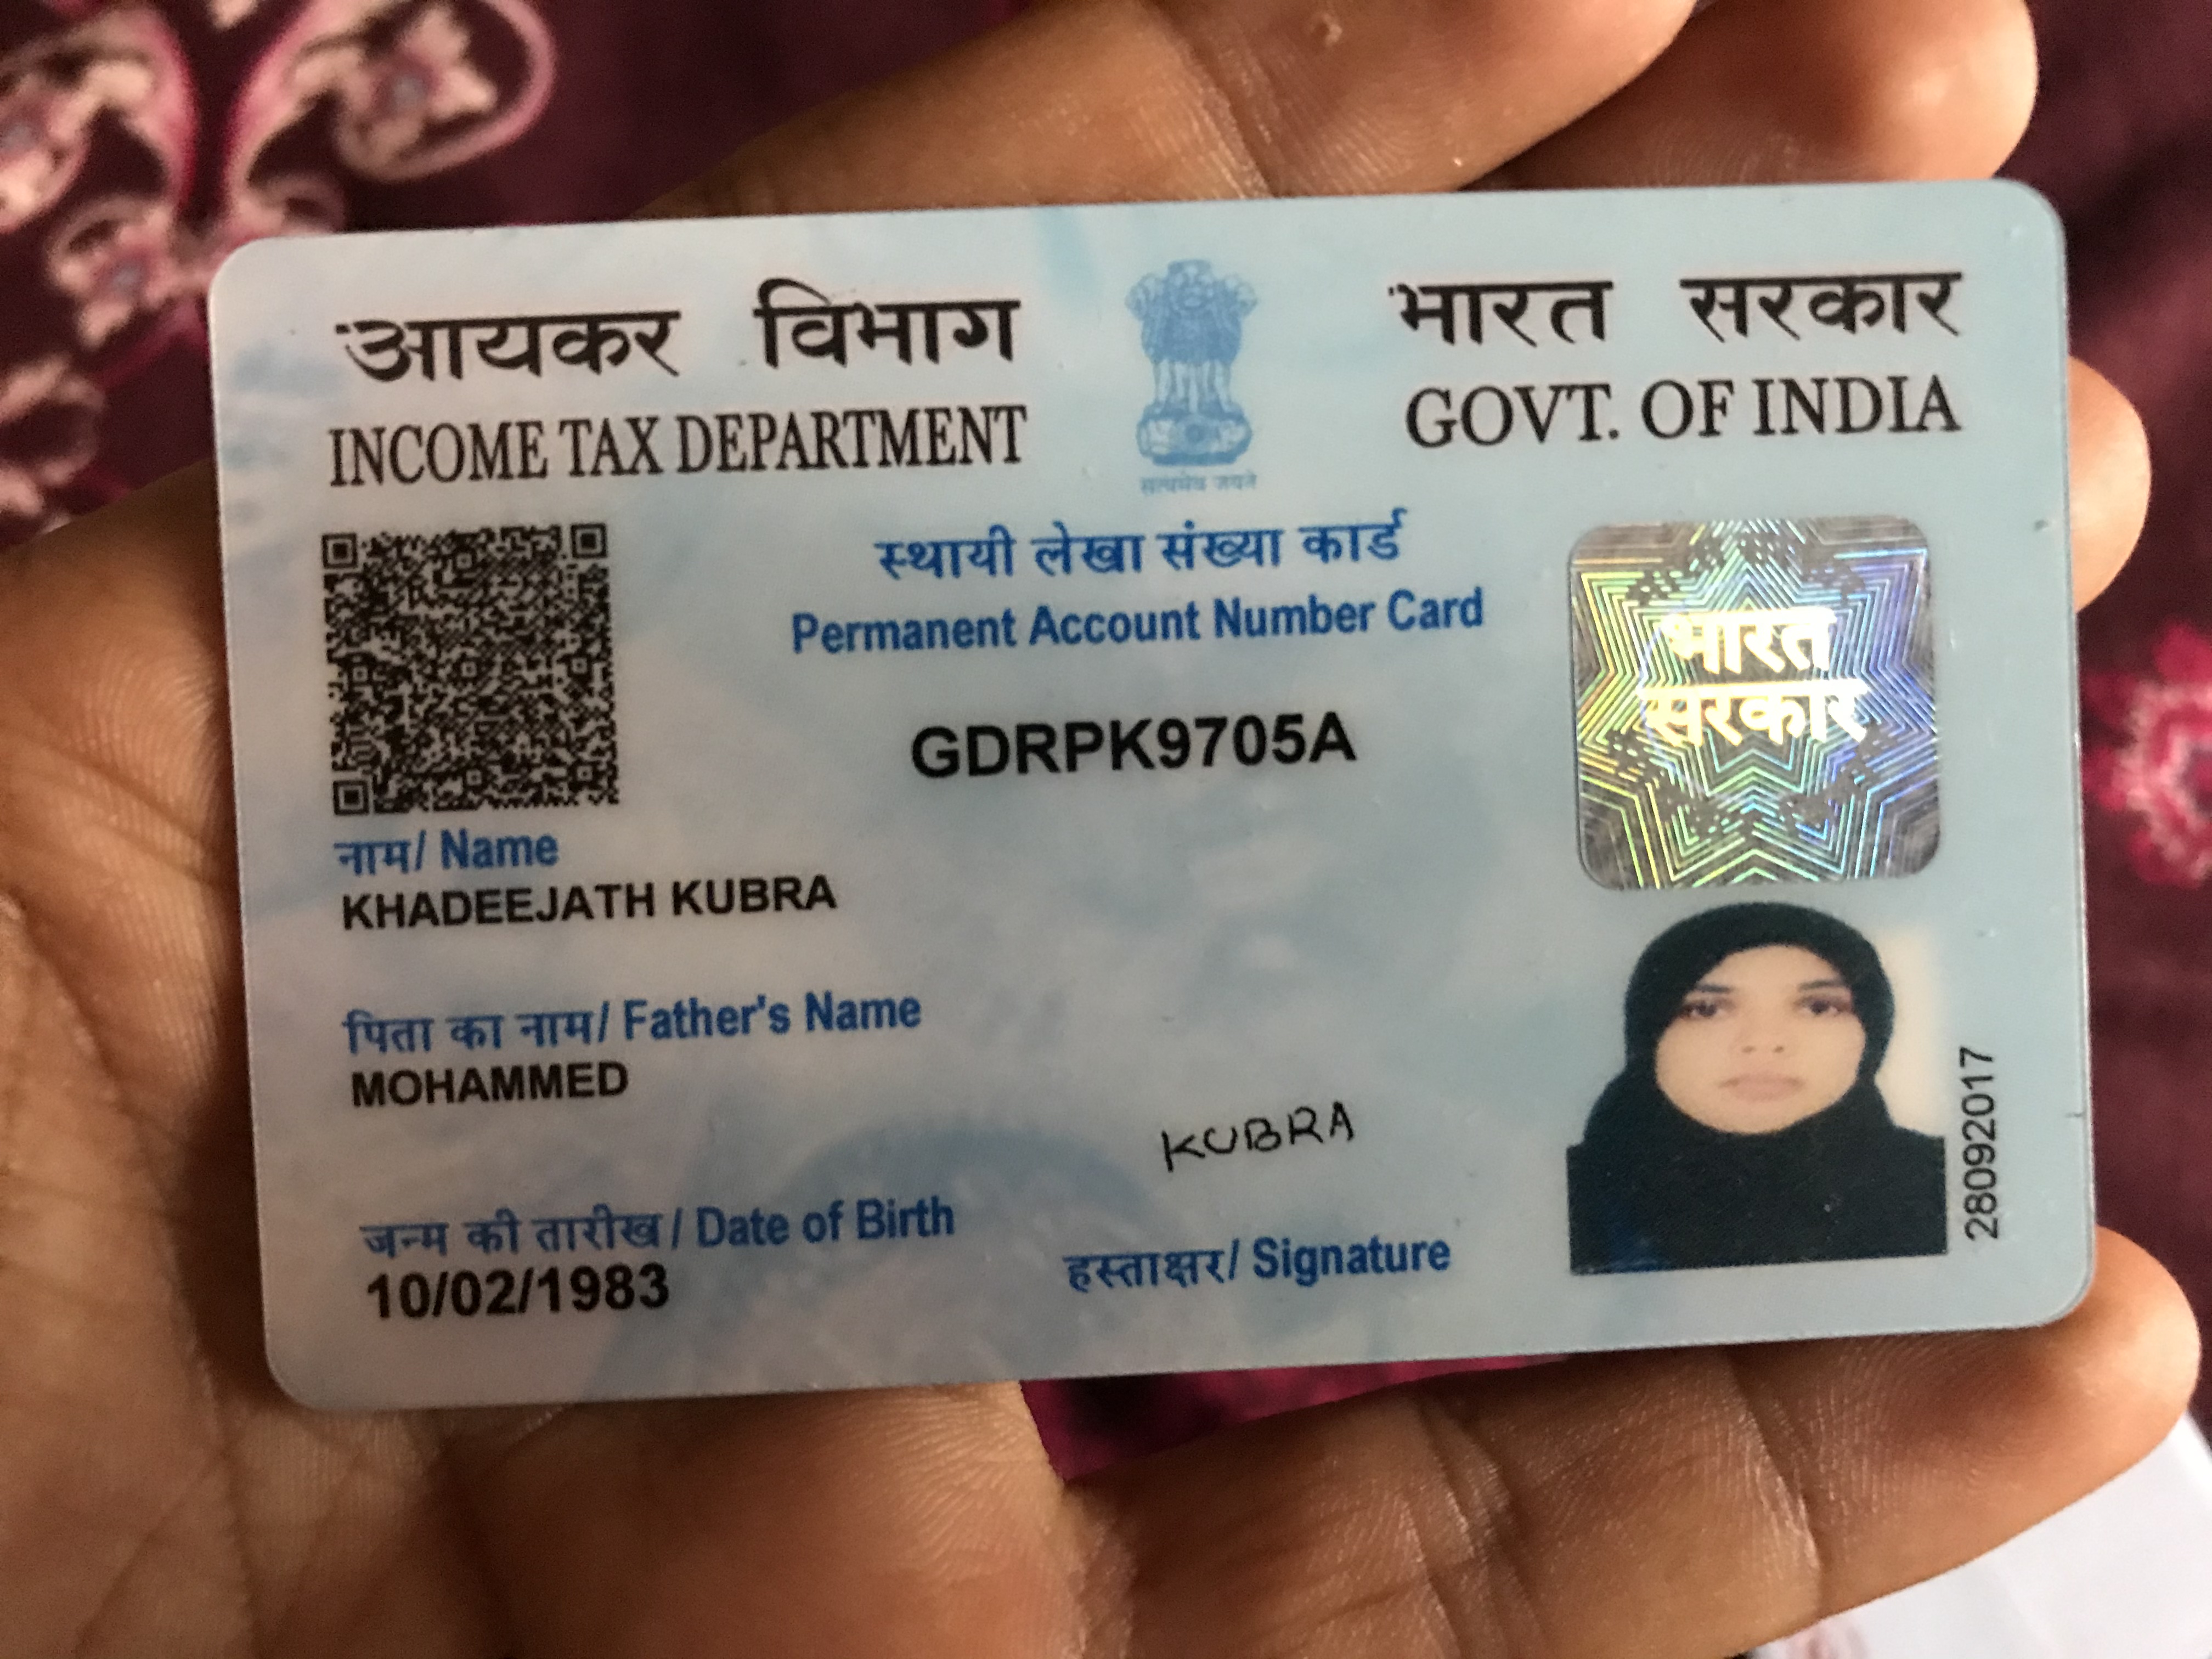 आयकर विभाग
INCOME TAX DEPARTMENT
भारत सरकार
GOVT. OF INDIA
स्थायी लेखा संख्या कार्ड
Permanent Account Number Card
GDRPK9705A
नाम/ Name
KHADEEJATH KUBRA
पिता का नाम/ Father's Name
MOHAMMED
जन्म की तारीख / Date of Birth
10/02/1983
KUBRA
हस्ताक्षर/ Signature
भारत
सरकार
28092017
सत्यमेव जयते